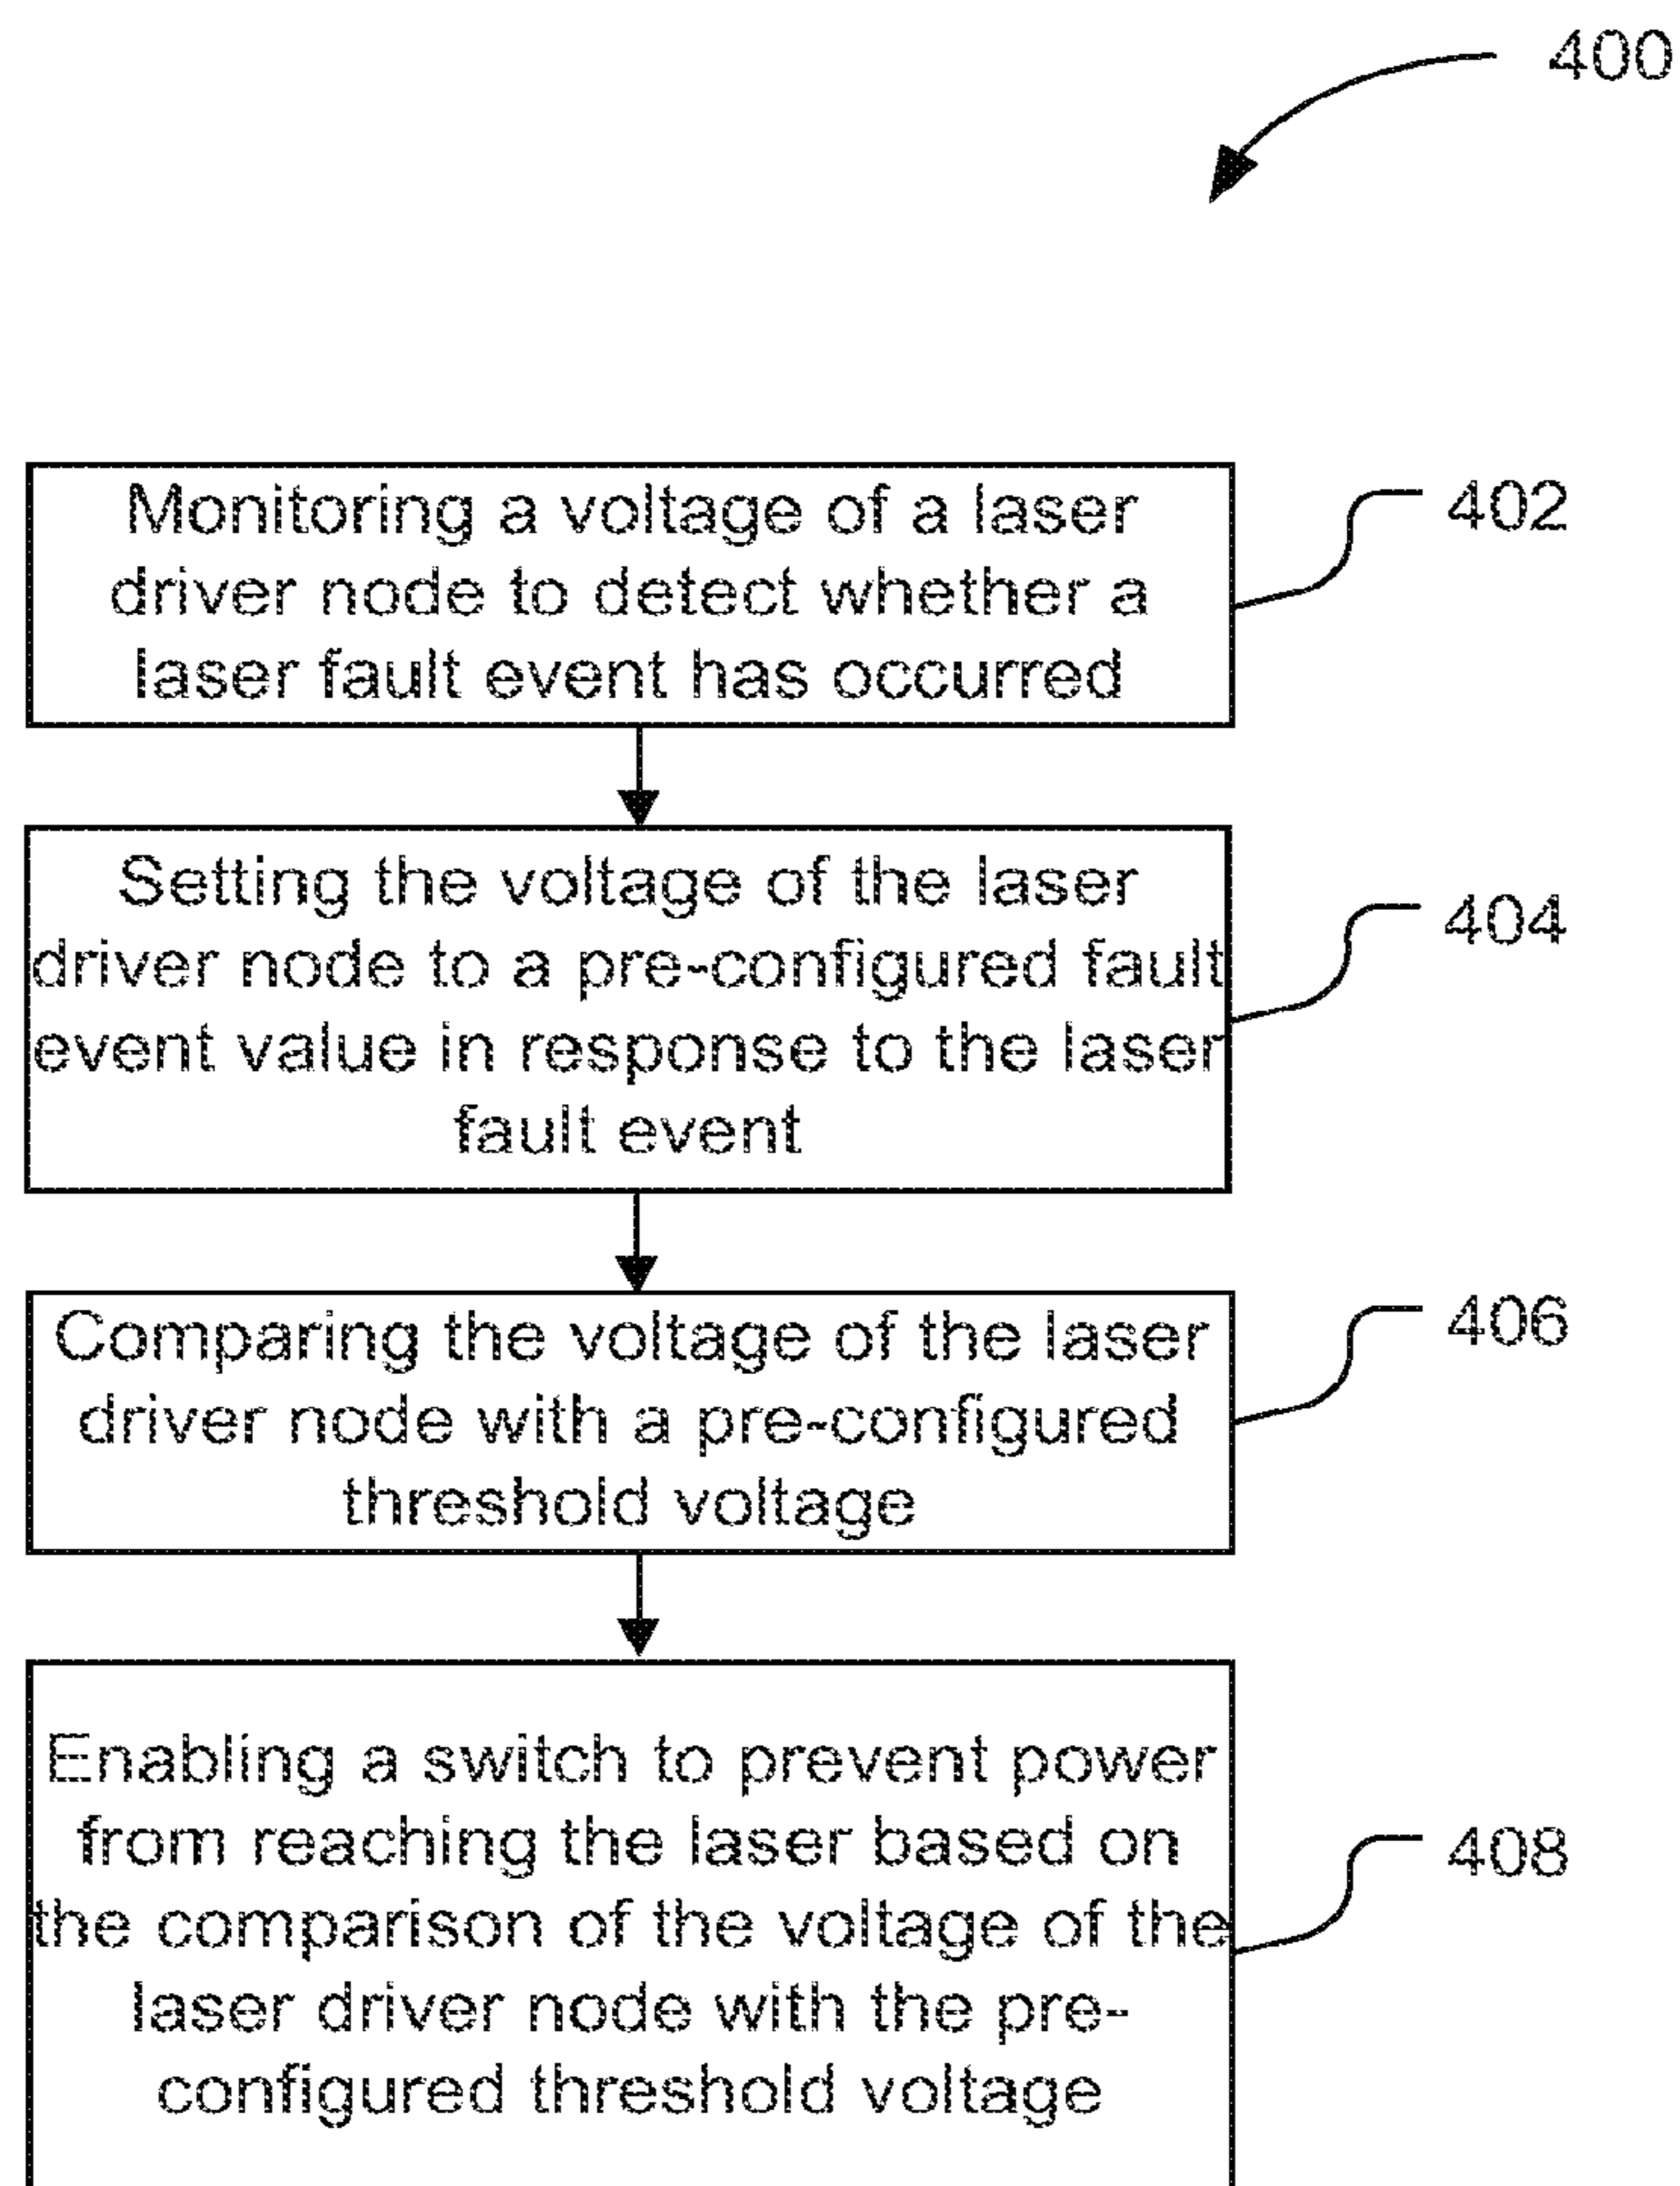 400
Monitoring a voltage of a laser
driver node to detect whether a
laser fault event has occurred
402
Setting the voltage of the laser
driver node to a pre-configured fault
event value in response to the laser
fault event
404
Comparing the voltage of the laser
driver node with a pre-configured
threshold voltage
406
Enabling a switch to prevent power
from reaching the laser based on
the comparison of the voltage of the
laser driver node with the pre-
configured threshold voltage
408